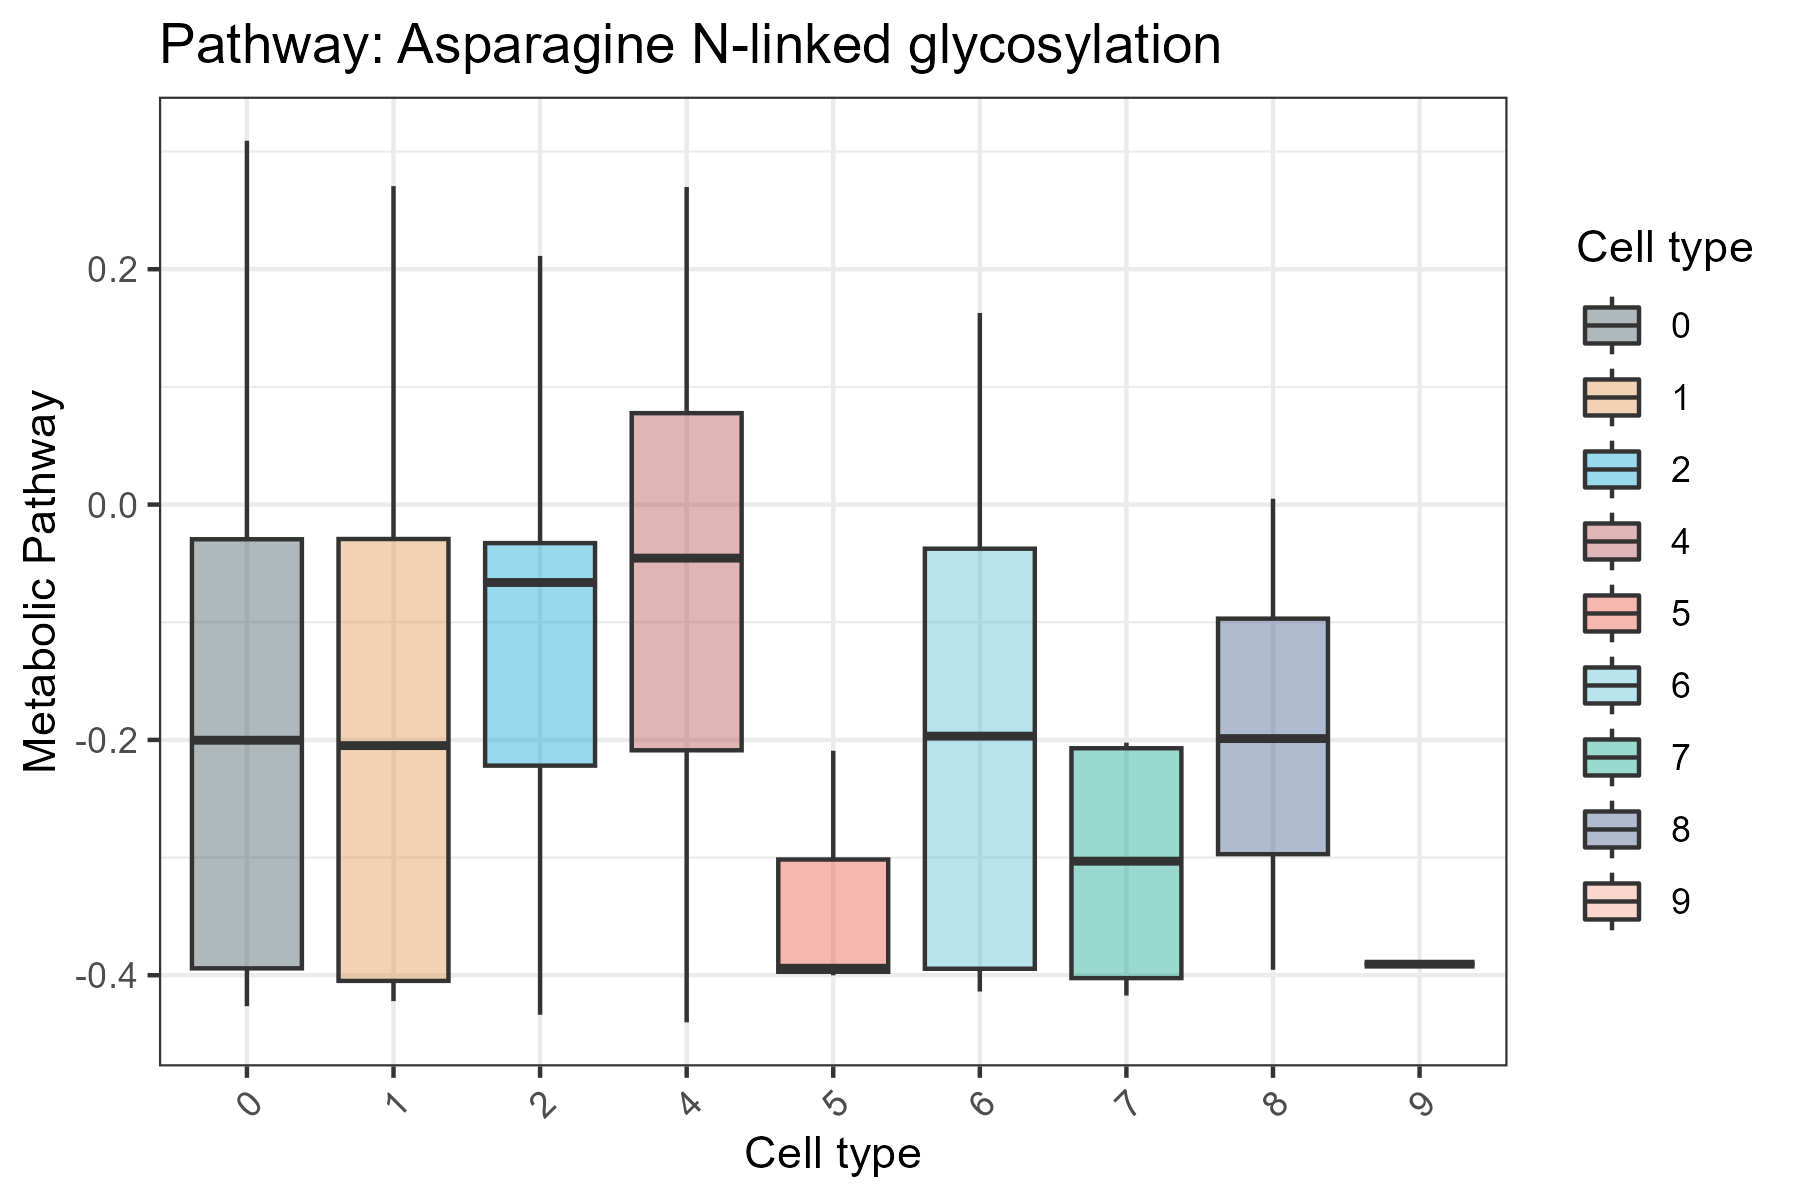 Pathway: Asparagine N-linked glycosylation
Metabolic Pathway
0.2
0.0
-0.2
-0.4
0 1 2 4 5 6 7 8 9
Cell type
Cell type
0
1
2
4
5
6
7
8
9